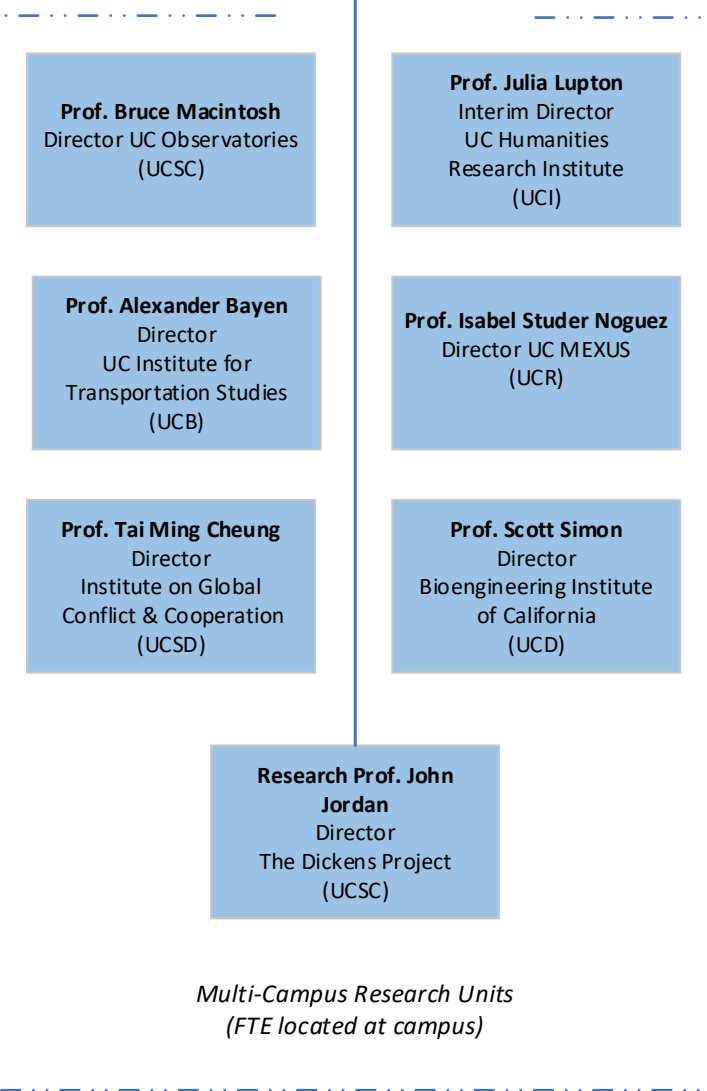 Prof. Bruce Macintosh
Director UC Observatories
(UCSC)
Prof. Julia Lupton
Interim Director
UC Humanities
Research Institute
(UCI)
Prof. Alexander Bayen
Director
UC Institute for
Transportation Studies
(UCB)
Prof. Isabel Studer Noguez
Director UC MEXUS
(UCR)
Prof. Tai Ming Cheung
Director
Institute on Global
Conflict & Cooperation
(UCSD)
Prof. Scott Simon
Director
Bioengineering Institute
of California
(UCD)
Research Prof. John
Jordan
Director
The Dickens Project
(UCSC)
Multi-Campus Research Units
(FTE located at campus)